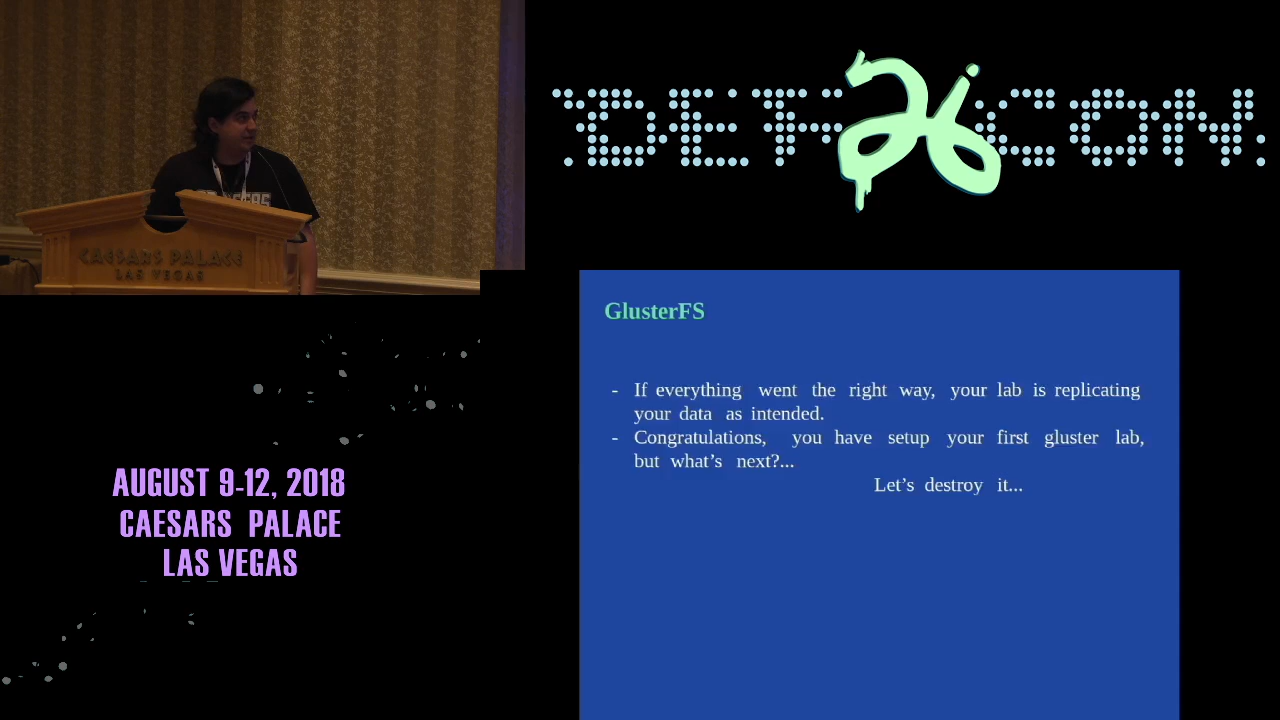 DEF CON
26
CAESARS PALACE
LAS VEGAS
GlusterFS
- If everything went the right way, your lab is replicating
your data as intended.
- Congratulations, you have setup your first gluster lab,
but what’s next?...
Let’s destroy it...
AUGUST 9-12, 2018
CAESARS PALACE
LAS VEGAS